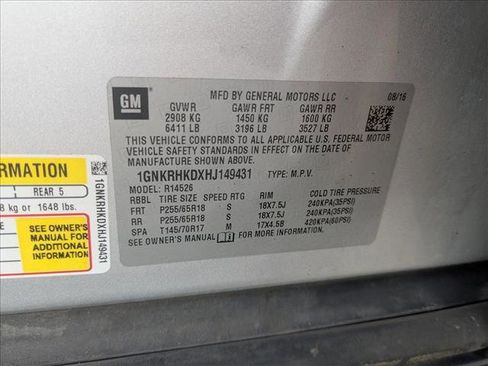 GM
MFD BY GENERAL MOTORS LLC 08/16
GVWR GAWR FRT GAWR RR
2908 KG 1450 KG 1600 KG
6411 LB 3196 LB 3527 LB
THIS VEHICLE CONFORMS TO ALL APPLICABLE U.S. FEDERAL MOTOR
VEHICLE SAFETY STANDARDS IN EFFECT ON THE DATE OF
MANUFACTURE SHOWN ABOVE.
1GNKRHKDXHJ149431 TYPE: M.P.V.
MODEL: R14526
RBBL TIRE SIZE SPEED RTG RIM COLD TIRE PRESSURE
FRT P255/65R18 S 18X7.5J 240KPA(35PSI)
RR P255/65R18 S 18X7.5J 240KPA(35PSI)
SPA T145/70R17 M 17X4.5B 420KPA(60PSI)
SEE OWNER'S MANUAL FOR MORE INFORMATION.
ORMATION
REAR 5
8 kg or 1648 lbs.
SEE OWNER'S
MANUAL FOR
ADDITIONAL
INFORMATION
1GNKRHKDXHJ149431